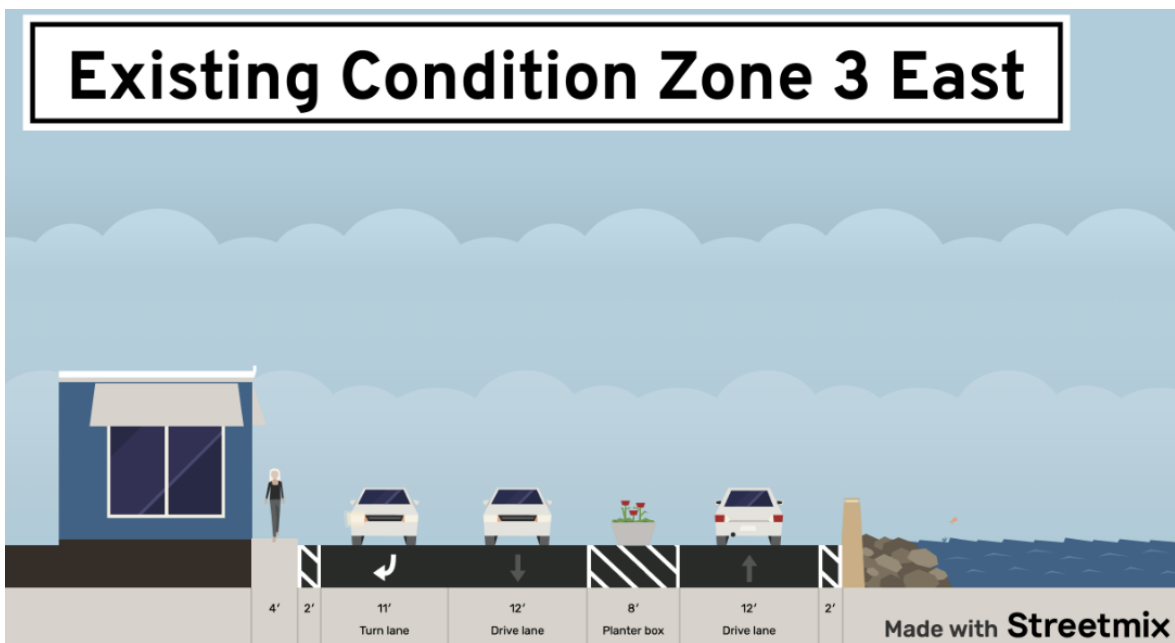 Existing Condition Zone 3 East
4' 2' 11' 12' 8' 12' 2'
Turn lane Drive lane Planter box Drive lane
Made with Streetmix